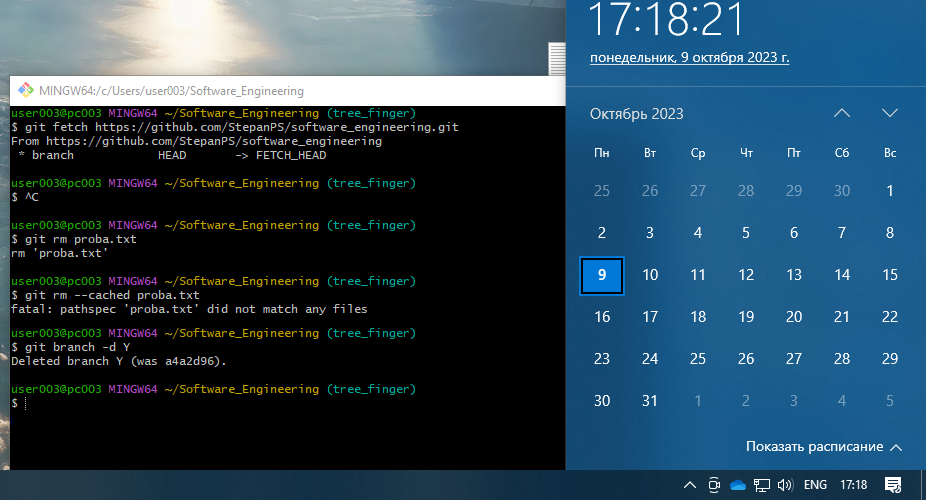 MINGW64:/c/Users/user003/Software_Engineering
user003@pc003 MINGW64 ~/Software_Engineering (tree_finger)
$ git fetch https://github.com/StepanPS/software_engineering.git
From https://github.com/StepanPS/software_engineering
 * branch            HEAD       -> FETCH_HEAD
user003@pc003 MINGW64 ~/Software_Engineering (tree_finger)
$ ^C
user003@pc003 MINGW64 ~/Software_Engineering (tree_finger)
$ git rm proba.txt
rm 'proba.txt'
user003@pc003 MINGW64 ~/Software_Engineering (tree_finger)
$ git rm --cached proba.txt
fatal: pathspec 'proba.txt' did not match any files
user003@pc003 MINGW64 ~/Software_Engineering (tree_finger)
$ git branch -d Y
Deleted branch Y (was a4a2d96).
user003@pc003 MINGW64 ~/Software_Engineering (tree_finger)
$
17:18:21
понедельник, 9 октября 2023 г.
Октябрь 2023
Пн Вт Ср Чт Пт Сб Вс
25 26 27 28 29 30 1
2 3 4 5 6 7 8
9 10 11 12 13 14 15
16 17 18 19 20 21 22
23 24 25 26 27 28 29
30 31 1 2 3 4 5
Показать расписание
ENG 17:18